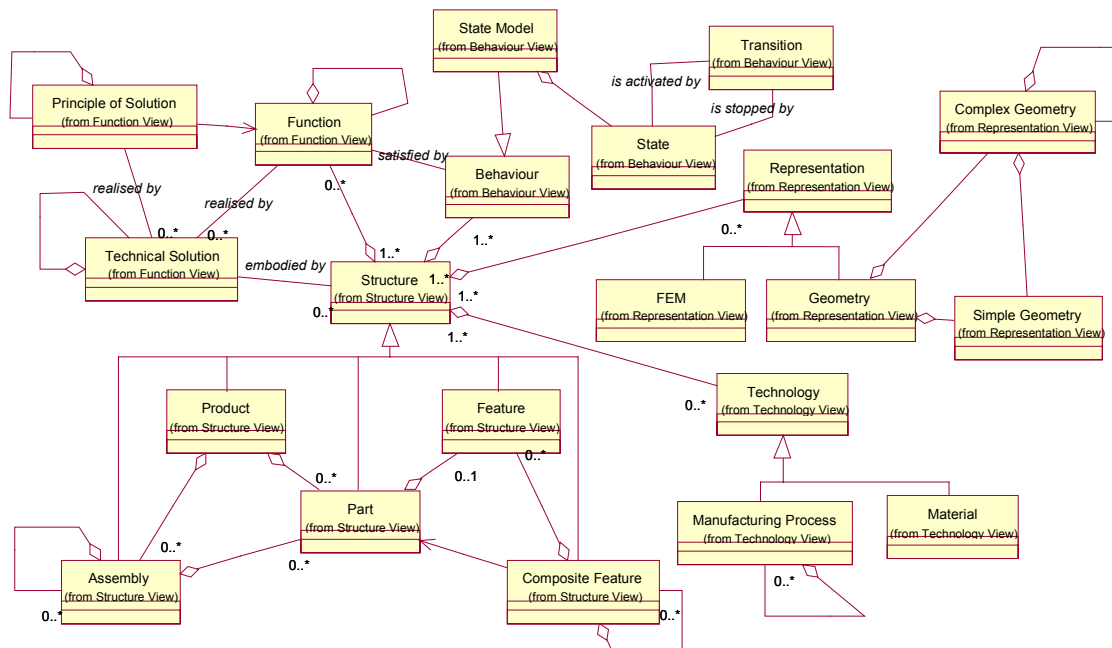 State Model
(from Behaviour View)
Transition
(from Behaviour View)
is activated by
is stopped by
Principle of Solution
(from Function View)
Function
(from Function View)
Complex Geometry
(from Representation View)
State
(from Behaviour View)
satisfied by
Behaviour
(from Behaviour View)
Representation
(from Representation View)
0..*
realised by
realised by
0..*
0..*
1..*
1..*
0..*
Technical Solution
(from Function View)
embodied by
Structure
(from Structure View)
1..*
1..*
0..*
1..*
FEM
(from Representation View)
Geometry
(from Representation View)
Simple Geometry
(from Representation View)
Product
(from Structure View)
Feature
(from Structure View)
Technology
(from Technology View)
0..*
0..*
0..1
0..*
Part
(from Structure View)
Manufacturing Process
(from Technology View)
Material
(from Technology View)
0..*
0..*
Assembly
(from Structure View)
Composite Feature
(from Structure View)
0..*
0..*
0..*